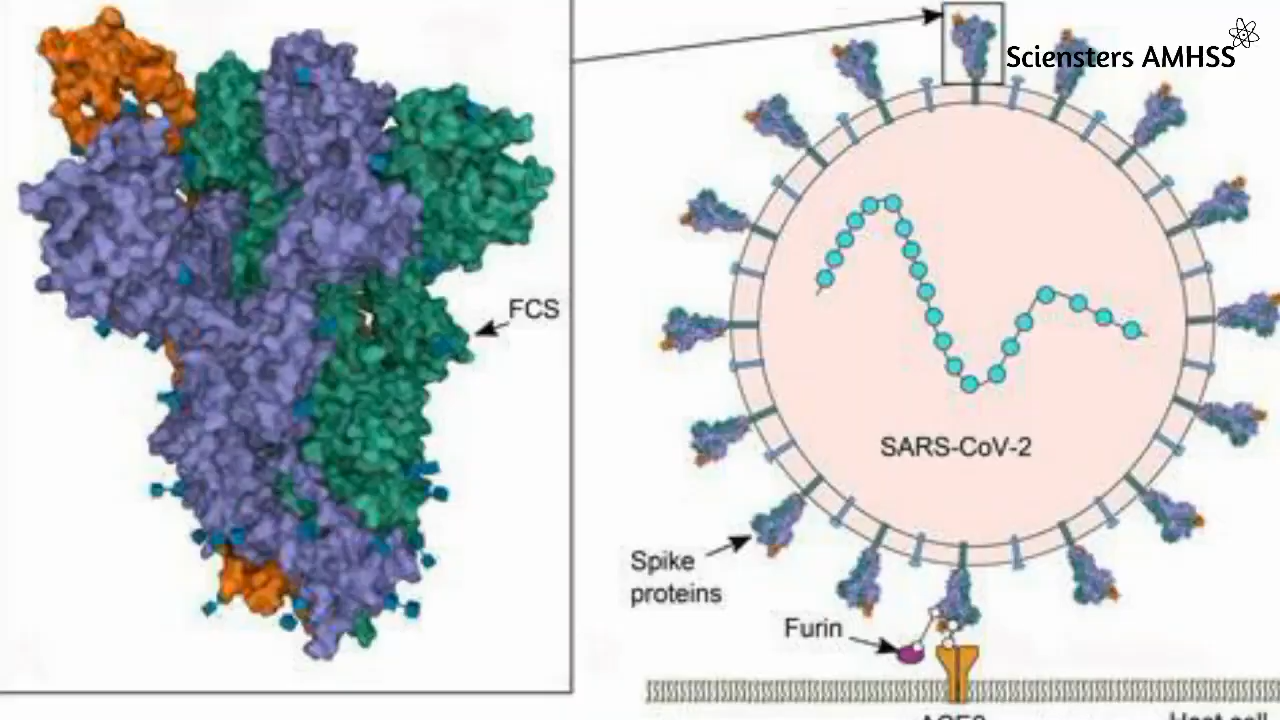 Sciensters AMHSS
FCS
SARS-CoV-2
Spike
proteins
Furin